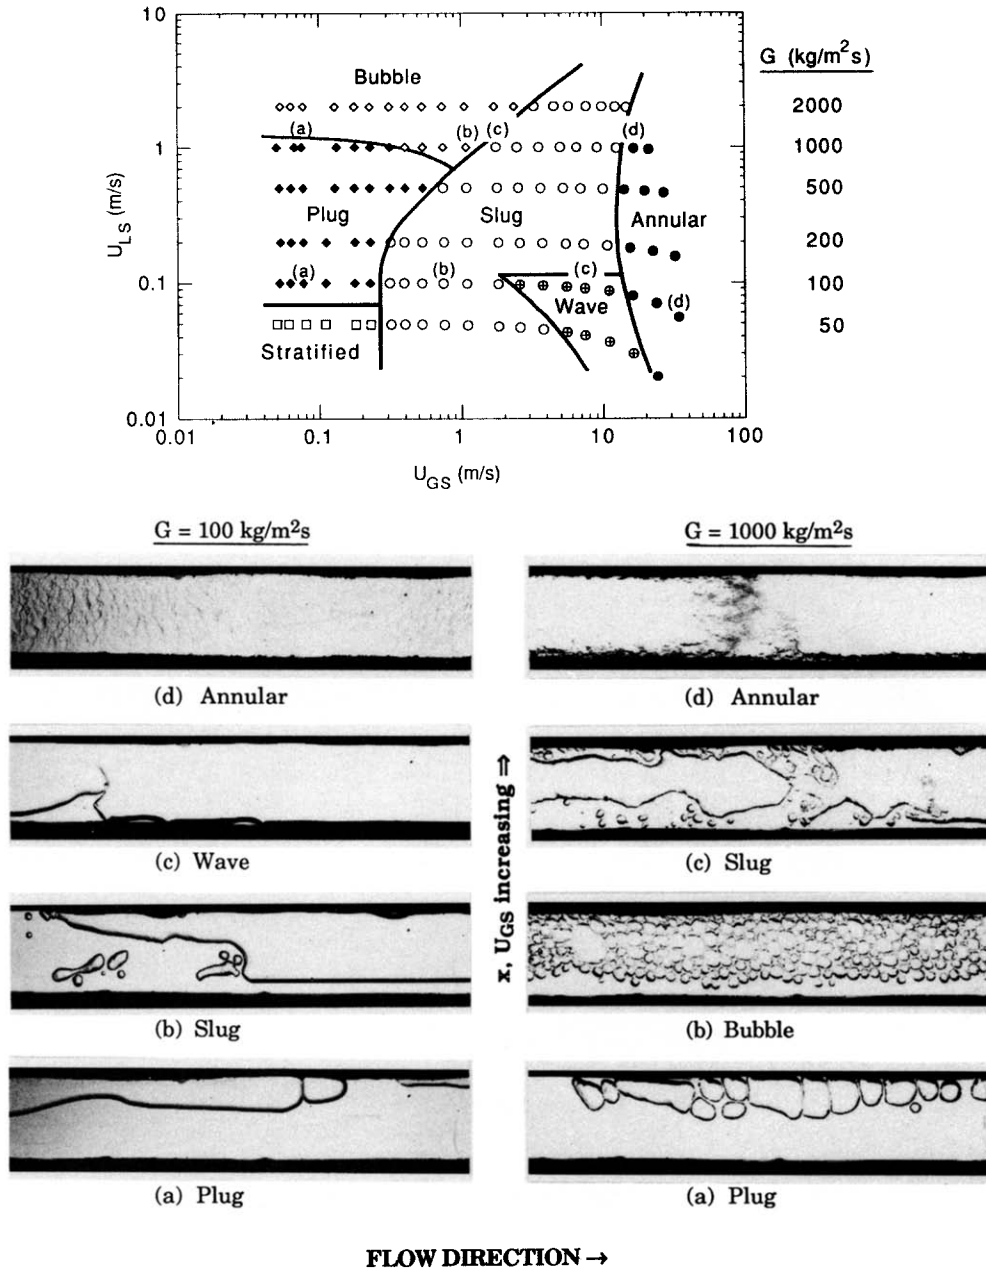 10
1
0.1
0.01
U_LS (m/s)
0.01
0.1
1
10
100
U_GS (m/s)
Bubble
(a)
(b)
(c)
(d)
Plug
Slug
Annular
(a)
(b)
(c)
Wave
(d)
Stratified
G (kg/m²s)
2000
1000
500
200
100
50
G = 100 kg/m²s
(d) Annular
(c) Wave
(b) Slug
(a) Plug
x, U_GS increasing ⇒
G = 1000 kg/m²s
(d) Annular
(c) Slug
(b) Bubble
(a) Plug
FLOW DIRECTION →